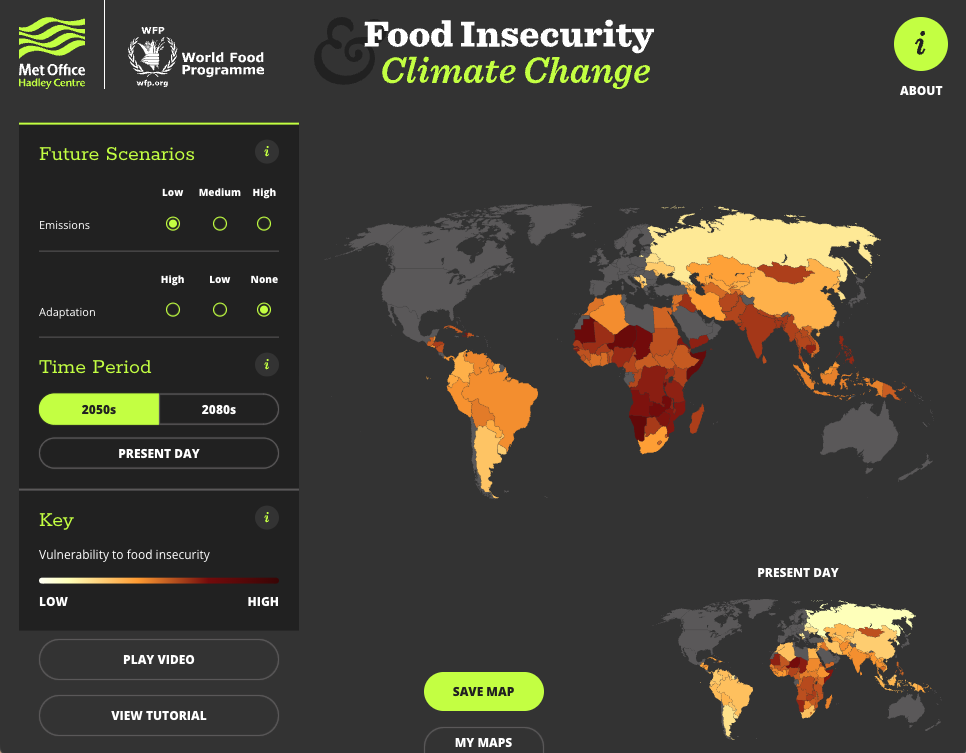 WFP
Met Office
Hadley Centre
World Food
Programme
wfp.org
&
Food Insecurity
Climate Change
i
ABOUT
Future Scenarios
i
Low Medium High
Emissions
High Low None
Adaptation
Time Period
i
2050s 2080s
PRESENT DAY
Key
i
Vulnerability to food insecurity
LOW HIGH
PLAY VIDEO
VIEW TUTORIAL
PRESENT DAY
SAVE MAP
MY MAPS